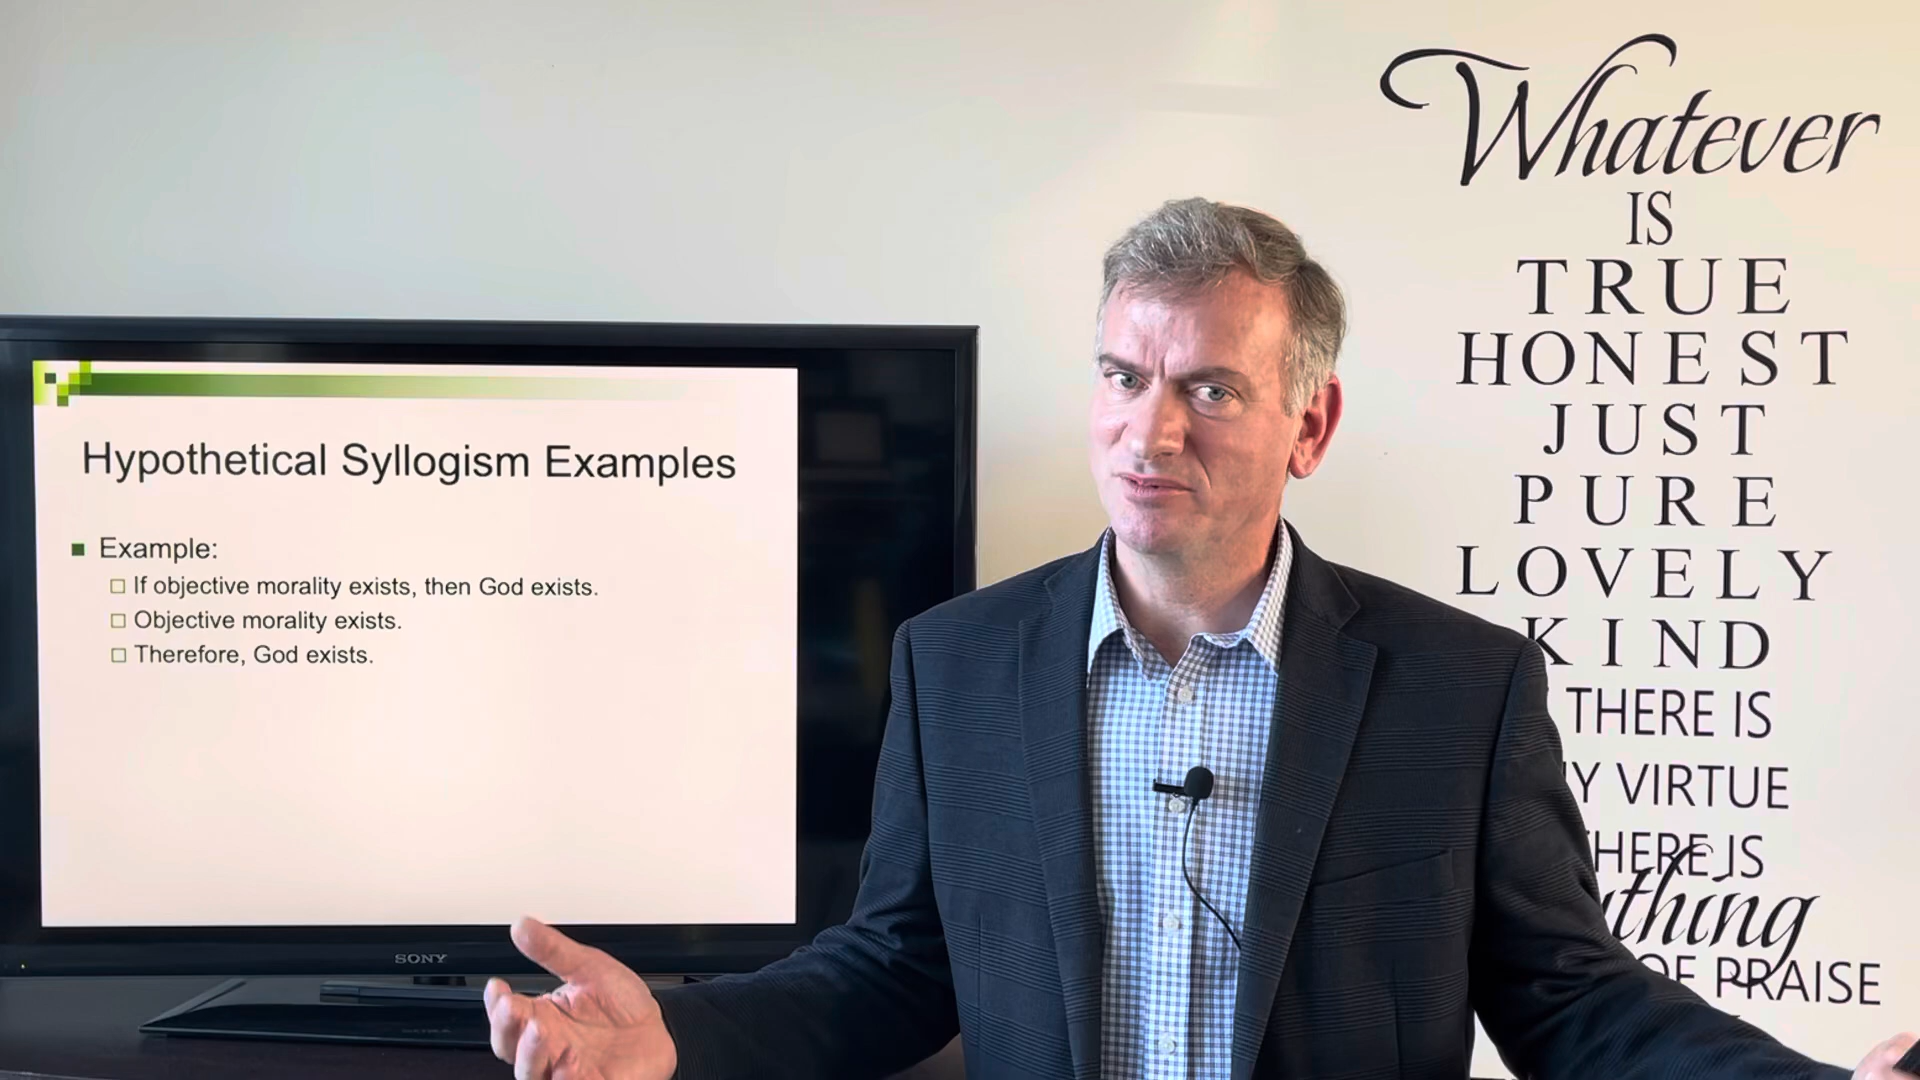 Hypothetical Syllogism Examples
Example:
If objective morality exists, then God exists.
Objective morality exists.
Therefore, God exists.
SONY
Whatever
IS
TRUE
HONEST
JUST
PURE
LOVELY
KIND
THERE IS
VIRTUE
IS
OF PRAISE